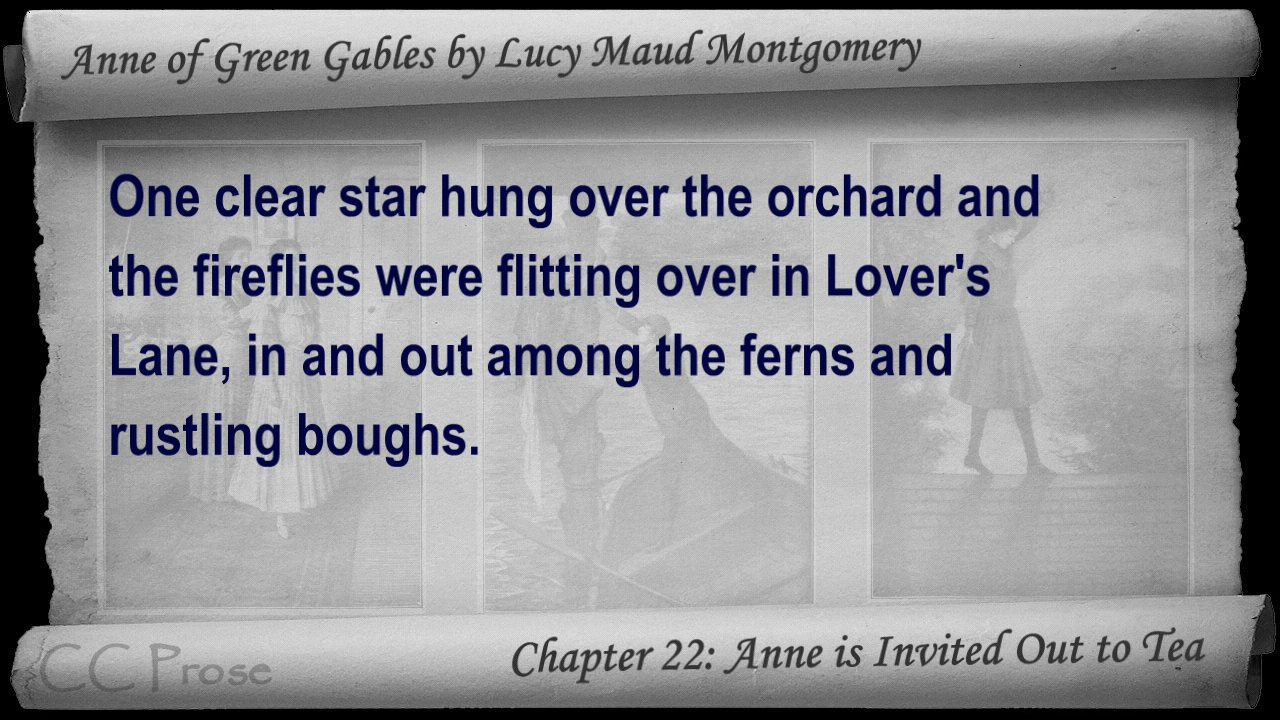 Anne of Green Gables by Lucy Maud Montgomery
One clear star hung over the orchard and
the fireflies were flitting over in Lover's
Lane, in and out among the ferns and
rustling boughs.
CC Prose
Chapter 22: Anne is Invited Out to Tea